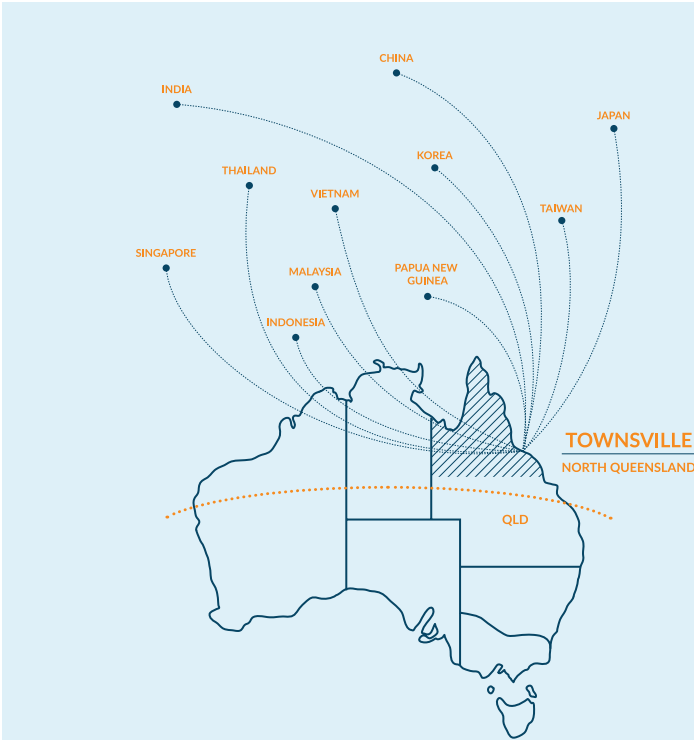 CHINA
INDIA
JAPAN
KOREA
THAILAND
VIETNAM
TAIWAN
SINGAPORE
MALAYSIA
PAPUA NEW
GUINEA
INDONESIA
TOWNSVILLE
NORTH QUEENSLAND
QLD